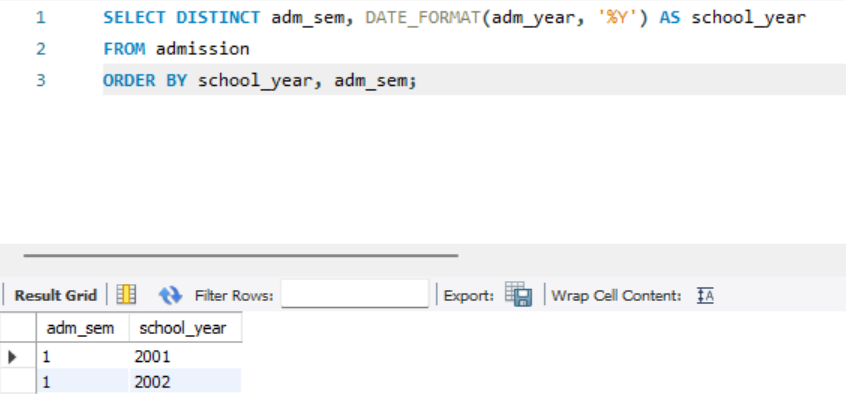 1 SELECT DISTINCT adm_sem, DATE_FORMAT(adm_year, '%Y') AS school_year
2 FROM admission
3 ORDER BY school_year, adm_sem;
Result Grid Filter Rows: Export: Wrap Cell Content: IA
adm_sem school_year
1 2001
1 2002